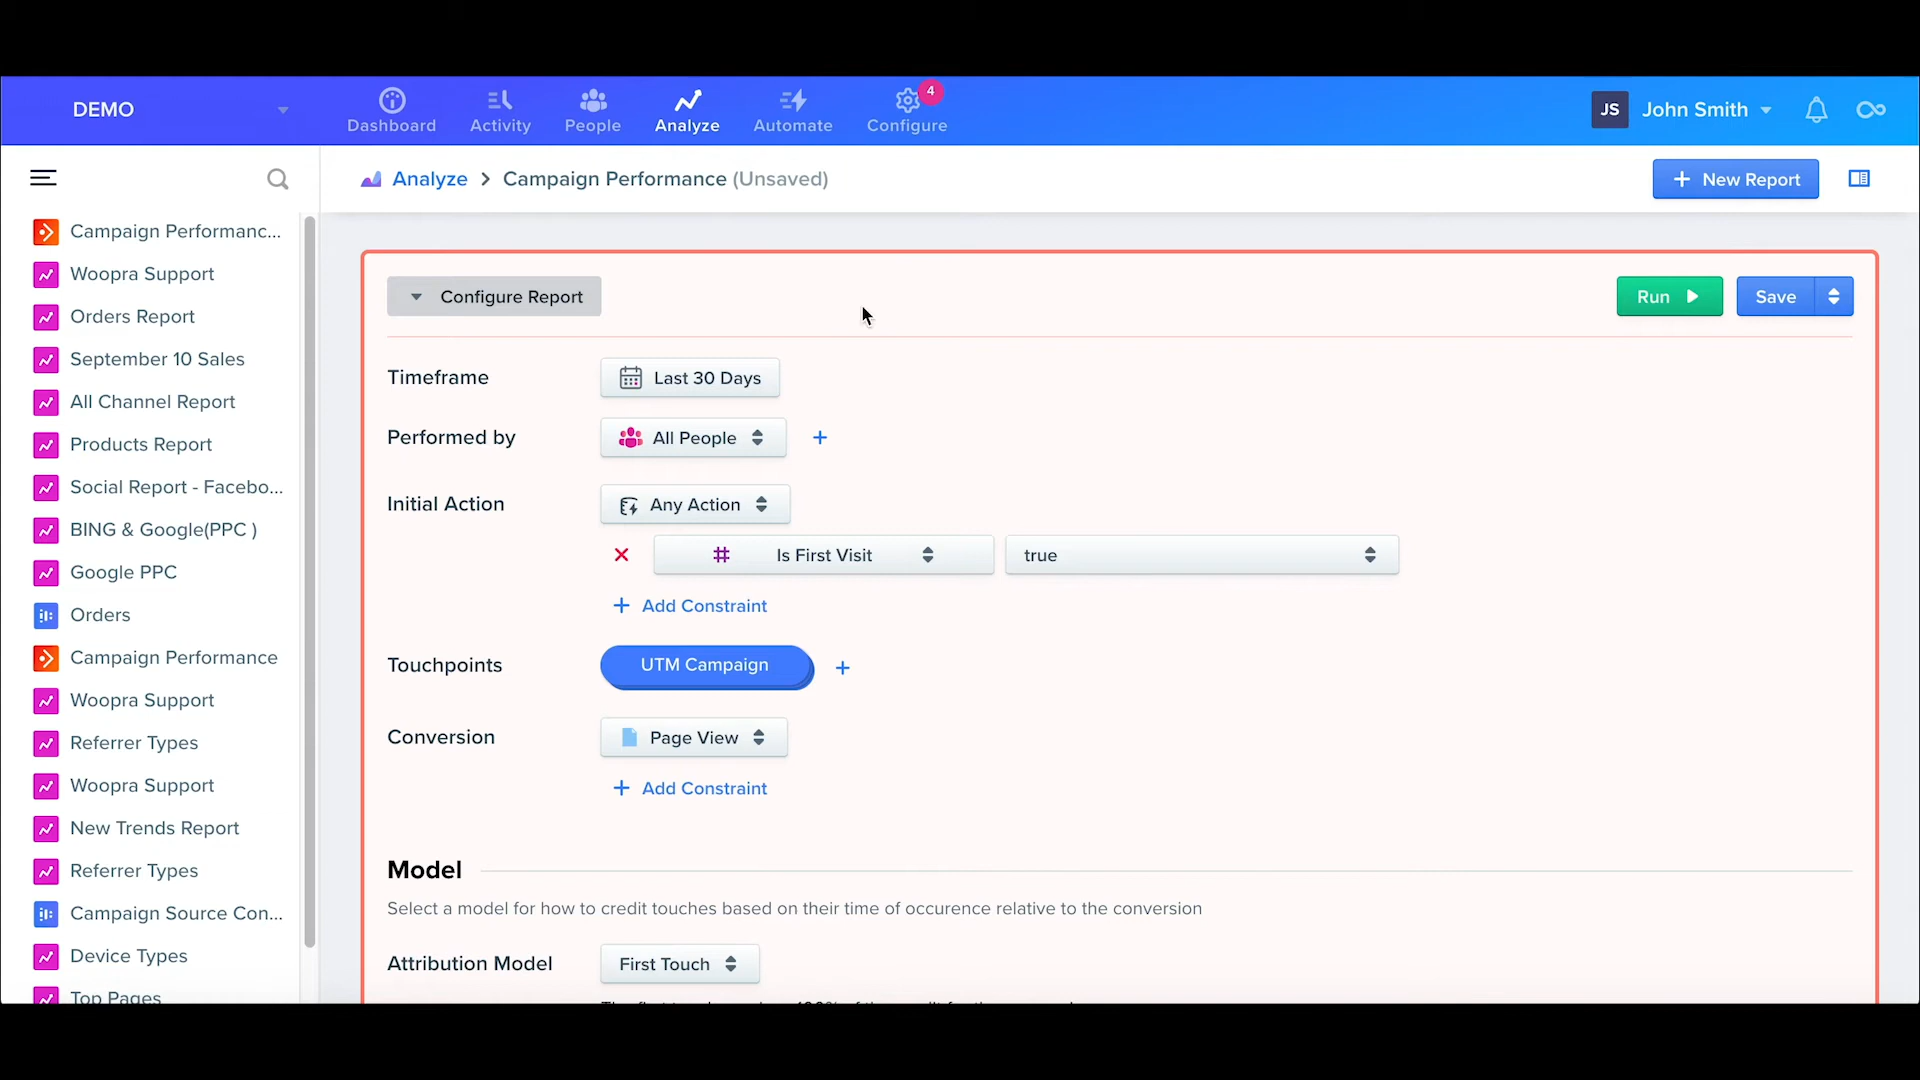 DEMO
Dashboard
Activity
People
Analyze
Automate
Configure
4
JS
John Smith
Analyze > Campaign Performance (Unsaved)
+ New Report
Campaign Performanc...
Woopra Support
Orders Report
September 10 Sales
All Channel Report
Products Report
Social Report - Facebo...
BING & Google(PPC )
Google PPC
Orders
Campaign Performance
Woopra Support
Referrer Types
Woopra Support
New Trends Report
Referrer Types
Campaign Source Con...
Device Types
Top Pages
Configure Report
Run
Save
Timeframe
Last 30 Days
Performed by
All People
+
Initial Action
Any Action
# Is First Visit
true
+ Add Constraint
Touchpoints
UTM Campaign
+
Conversion
Page View
+ Add Constraint
Model
Select a model for how to credit touches based on their time of occurence relative to the conversion
Attribution Model
First Touch